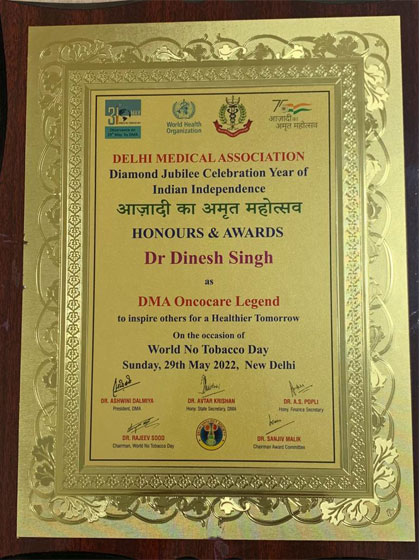 31
World Health
Organization
75
आज़ादी का
अमृत महोत्सव
DELHI MEDICAL ASSOCIATION
Diamond Jubilee Celebration Year of
Indian Independence
आज़ादी का अमृत महोत्सव
HONOURS & AWARDS
Dr Dinesh Singh
as
DMA Oncocare Legend
to inspire others for a Healthier Tomorrow
On the occasion of
World No Tobacco Day
Sunday, 29th May 2022, New Delhi
DR. ASHWINI DALMIYA
President, DMA
DR. AVTAR KRISHAN
Hony. State Secretary, DMA
DR. A.S. POPLI
Hony. Finance Secretary
DR. RAJEEV SOOD
Chairman, World No Tobacco Day
DR. SANJIV MALIK
Chairman Award Committee